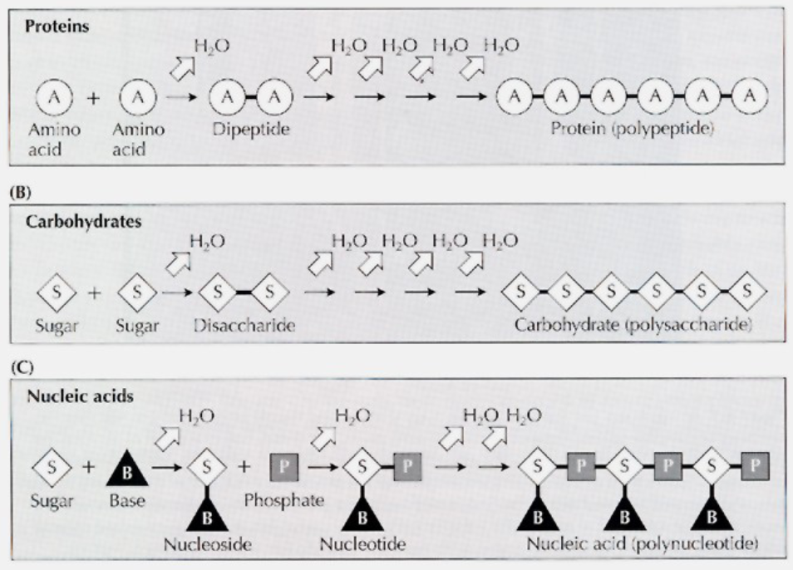 Proteins
H₂O H₂O H₂O H₂O H₂O
A + A A A A A A A A A
Amino acid Amino acid Dipeptide Protein (polypeptide)
(B)
Carbohydrates
H₂O H₂O H₂O H₂O H₂O
S + S S S S S S S S S
Sugar Sugar Disaccharide Carbohydrate (polysaccharide)
(C)
Nucleic acids
H₂O H₂O H₂O H₂O
S + B S + P S P S P S P S P
Sugar Base B Phosphate B B B B
Nucleoside Nucleotide Nucleic acid (polynucleotide)